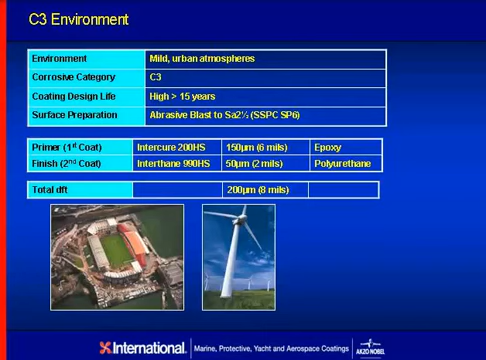 C3 Environment
Environment Mild, urban atmospheres
Corrosive Category C3
Coating Design Life High > 15 years
Surface Preparation Abrasive Blast to Sa2½ (SSPC SP6)
Primer (1st Coat) Intercure 200HS 150µm (6 mils) Epoxy
Finish (2nd Coat) Interthane 990HS 50µm (2 mils) Polyurethane
Total dft 200µm (8 mils)
International. Marine, Protective, Yacht and Aerospace Coatings AKZO NOBEL